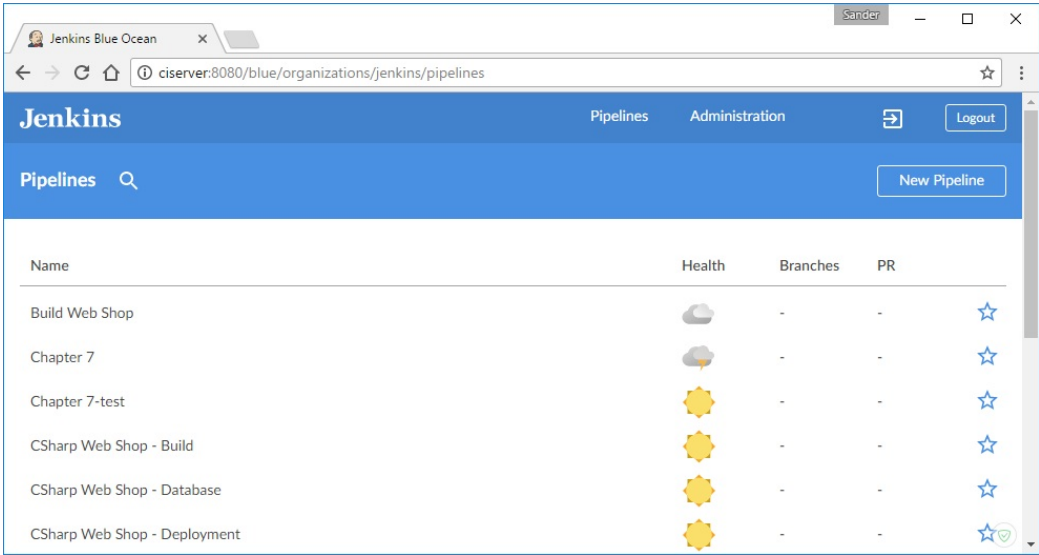 Sander
Jenkins Blue Ocean
ciserver:8080/blue/organizations/jenkins/pipelines
Jenkins Pipelines Administration Logout
Pipelines New Pipeline
Name Health Branches PR
Build Web Shop - -
Chapter 7 - -
Chapter 7-test - -
CSharp Web Shop - Build - -
CSharp Web Shop - Database - -
CSharp Web Shop - Deployment - -